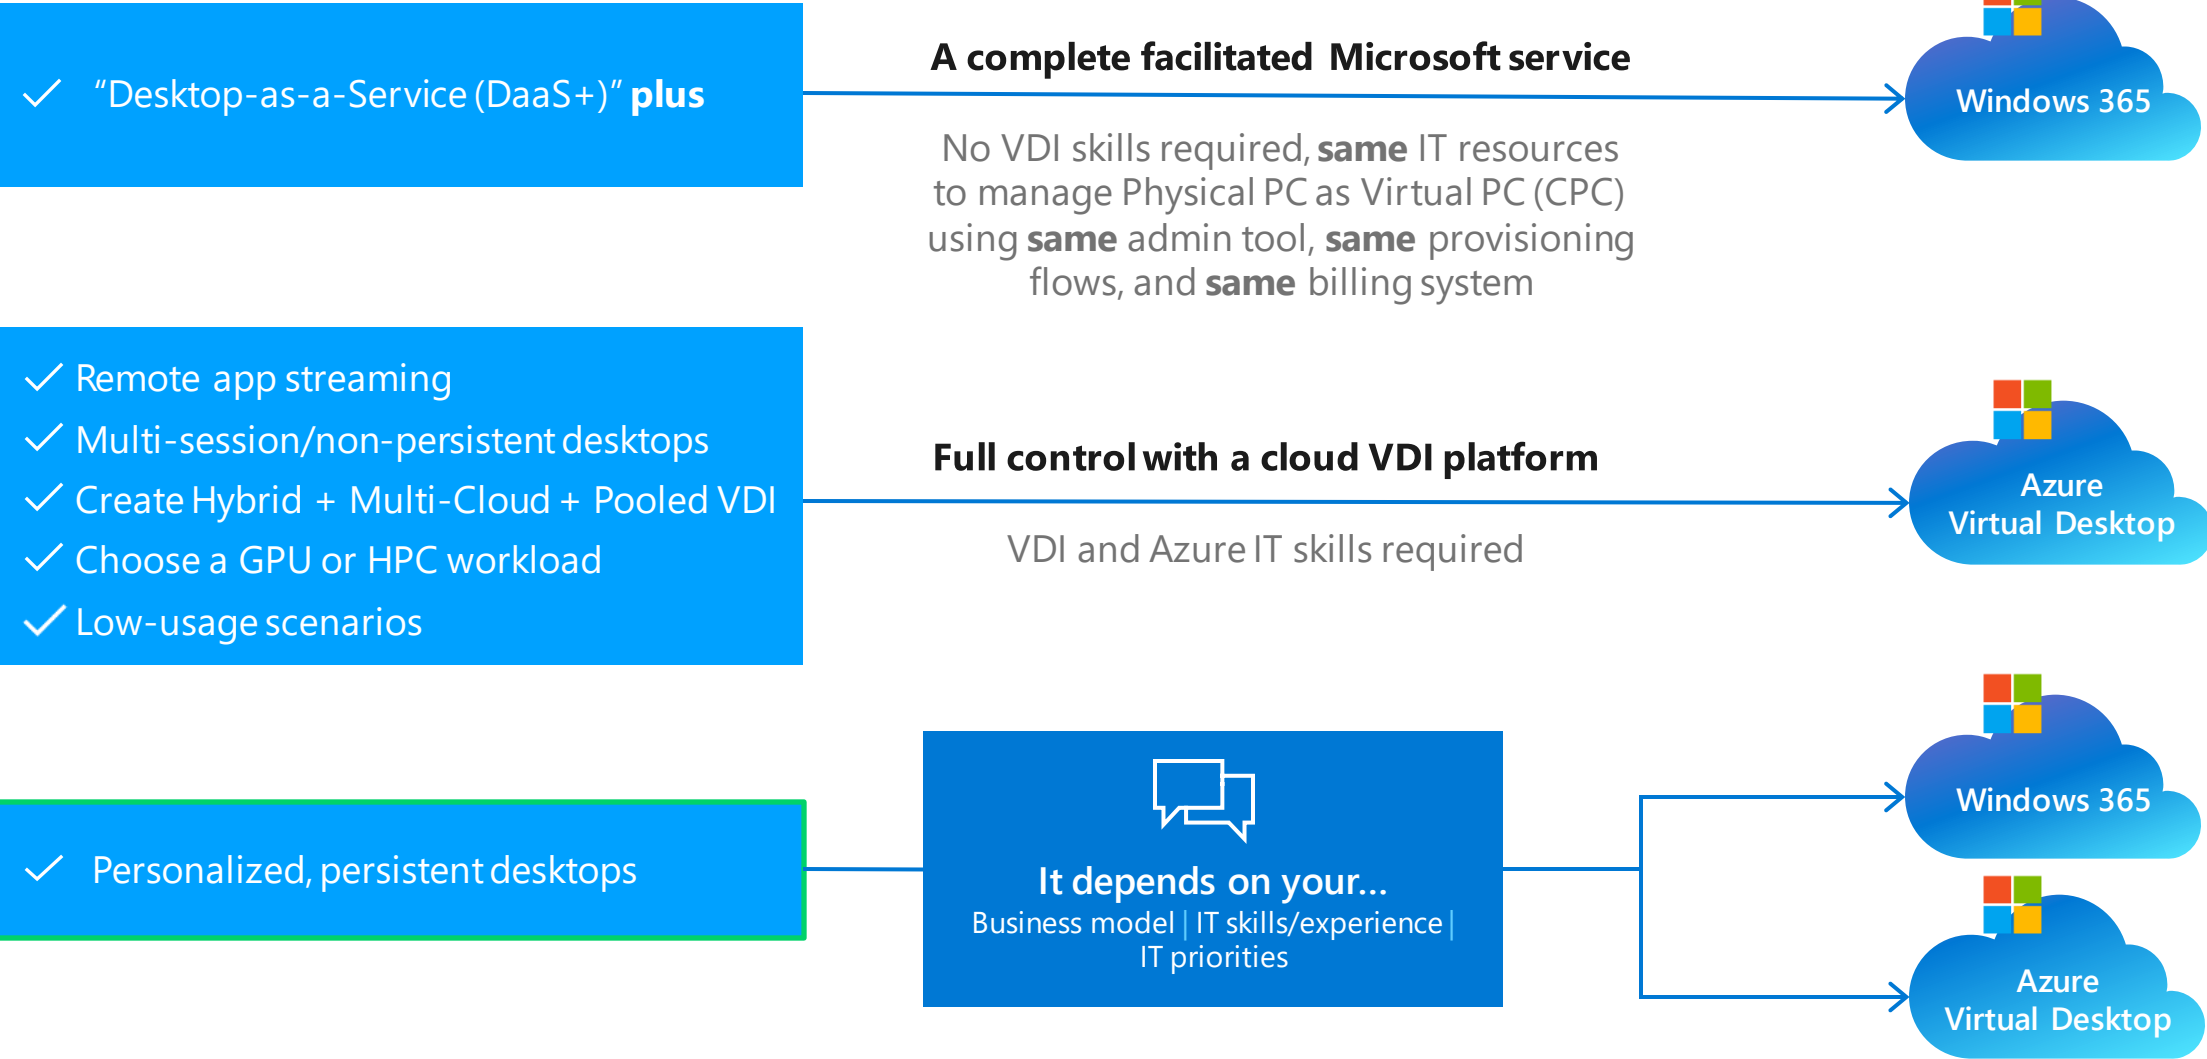 “Desktop-as-a-Service (DaaS+)” plus
A complete facilitated Microsoft service
No VDI skills required, same IT resources
to manage Physical PC as Virtual PC (CPC)
using same admin tool, same provisioning
flows, and same billing system
Windows 365
Remote app streaming
Multi-session/non-persistent desktops
Create Hybrid + Multi-Cloud + Pooled VDI
Choose a GPU or HPC workload
Low-usage scenarios
Full control with a cloud VDI platform
VDI and Azure IT skills required
Azure
Virtual Desktop
Personalized, persistent desktops
It depends on your...
Business model | IT skills/experience |
IT priorities
Windows 365
Azure
Virtual Desktop